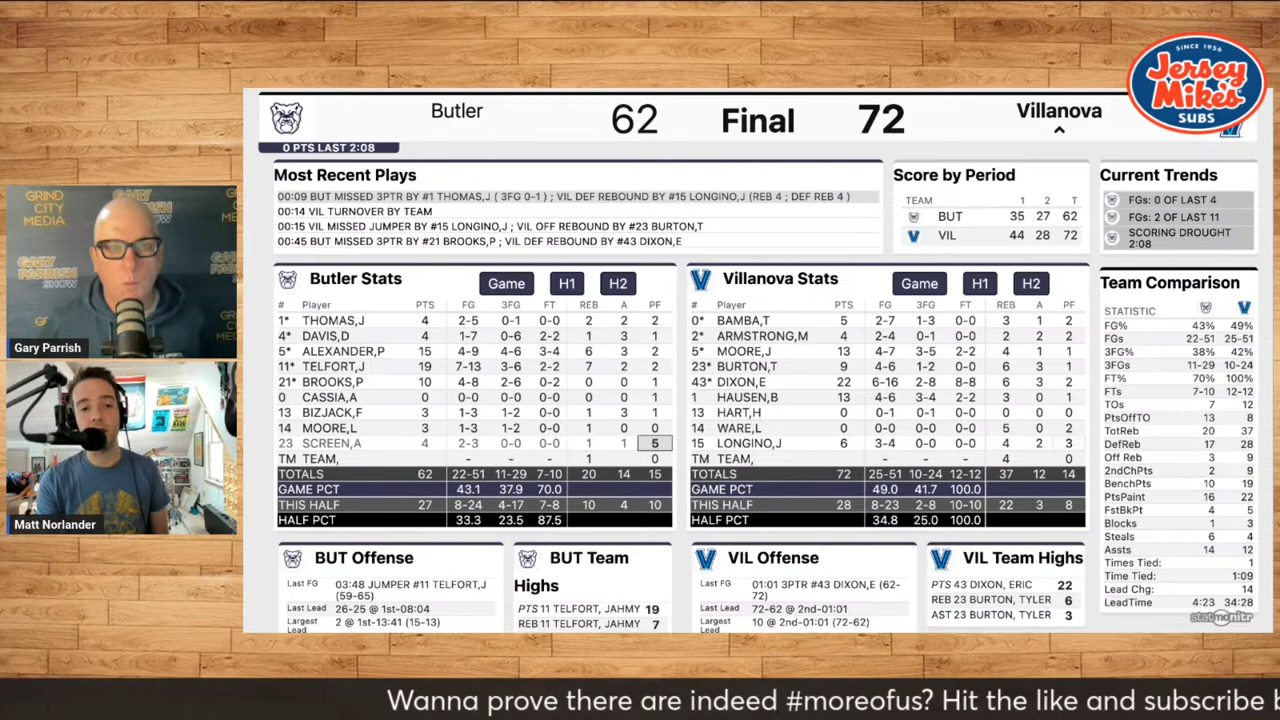 SINCE 1956
Jersey
Mike's
SUBS
Butler 62 Final 72 Villanova
0 PTS LAST 2:08
Most Recent Plays
00:09 BUT MISSED 3PTR BY #1 THOMAS,J ( 3FG 0-1 ) ; VIL DEF REBOUND BY #15 LONGINO,J (REB 4 ; DEF REB 4 )
00:14 VIL TURNOVER BY TEAM
00:15 VIL MISSED JUMPER BY #15 LONGINO,J ; VIL OFF REBOUND BY #23 BURTON,T
00:45 BUT MISSED 3PTR BY #21 BROOKS,P ; VIL DEF REBOUND BY #43 DIXON,E
Score by Period
TEAM 1 2 T
BUT 35 27 62
VIL 44 28 72
Current Trends
FGs: 0 OF LAST 4
FGs: 2 OF LAST 11
SCORING DROUGHT
2:08
GRIND
CITY
MEDIA
GARY
PARRISH
SHOW
Gary Parrish
Matt Norlander
Butler Stats Game H1 H2
# Player PTS FG 3FG FT REB A PF
1* THOMAS,J 4 2-5 0-1 0-0 2 2 2
4* DAVIS,D 4 1-7 0-6 2-2 1 3 1
5* ALEXANDER,P 15 4-9 4-6 3-4 6 3 2
11* TELFORT,J 19 7-13 3-6 2-2 7 2 2
21* BROOKS,P 10 4-8 2-6 0-2 0 0 1
0 CASSIA,A 0 0-0 0-0 0-0 0 0 1
13 BIZJACK,F 3 1-3 1-2 0-0 1 3 1
14 MOORE,L 3 1-3 1-2 0-0 1 0 0
23 SCREEN,A 4 2-3 0-0 0-0 1 1 5
TM TEAM, - - - 1 0
TOTALS 62 22-51 11-29 7-10 20 14 15
GAME PCT 43.1 37.9 70.0
THIS HALF 27 8-24 4-17 7-8 10 4 10
HALF PCT 33.3 23.5 87.5
Villanova Stats Game H1 H2
# Player PTS FG 3FG FT REB A PF
0* BAMBA,T 5 2-7 1-3 0-0 3 1 2
2* ARMSTRONG,M 4 2-4 0-1 0-0 2 2 2
5* MOORE,J 13 4-7 3-5 2-2 4 1 1
23* BURTON,T 9 4-6 1-2 0-0 6 3 1
43* DIXON,E 22 6-16 2-8 8-8 6 1 2
1 HAUSEN,B 13 4-6 3-4 2-2 3 0 1
13 HART,H 0 0-1 0-1 0-0 0 0 0
14 WARE,L 0 0-0 0-0 0-0 5 0 2
15 LONGINO,J 6 3-4 0-0 0-0 4 2 3
TM TEAM, - - - 4 0
TOTALS 72 25-51 10-24 12-12 37 12 14
GAME PCT 49.0 41.7 100.0
THIS HALF 28 8-23 2-8 10-10 22 3 8
HALF PCT 34.8 25.0 100.0
Team Comparison
STATISTIC
FG% 43% 49%
FGs 22-51 25-51
3FG% 38% 42%
3FGs 11-29 10-24
FT% 70% 100%
FTs 7-10 12-12
TOs 7 12
PtsOffTO 13 8
TotReb 20 37
DefReb 17 28
Off Reb 3 9
2ndChPts 2 9
BenchPts 10 19
PtsPaint 16 22
FstBkPt 4 5
Blocks 1 3
Steals 6 4
Assts 14 12
Times Tied: 1
Time Tied: 1:09
Lead Chg: 14
LeadTime 4:23 34:28
statmonitr
BUT Offense
Last FG 03:48 JUMPER #11 TELFORT,J
(59-65)
Last Lead 26-25 @ 1st-08:04
Largest
Lead 2 @ 1st-13:41 (15-13)
BUT Team
Highs
PTS 11 TELFORT, JAHMY 19
REB 11 TELFORT, JAHMY 7
VIL Offense
Last FG 01:01 3PTR #43 DIXON,E (62-
72)
Last Lead 72-62 @ 2nd-01:01
Largest
Lead 10 @ 2nd-01:01 (72-62)
VIL Team Highs
PTS 43 DIXON, ERIC 22
REB 23 BURTON, TYLER 6
AST 23 BURTON, TYLER 3
Wanna prove there are indeed #moreofus? Hit the like and subscribe b